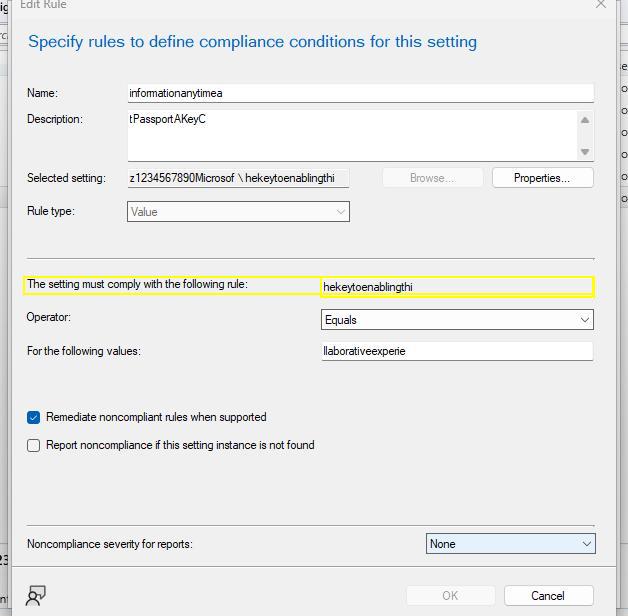 Edit Rule
Specify rules to define compliance conditions for this setting
Name: informationanytimea
Description: tPassportAKeyC
Selected setting: z1234567890Microsof \ hekeytoenablingthi Browse... Properties...
Rule type: Value
The setting must comply with the following rule: hekeytoenablingthi
Operator: Equals
For the following values: llaborativeexperie
Remediate noncompliant rules when supported
Report noncompliance if this setting instance is not found
Noncompliance severity for reports: None
OK Cancel